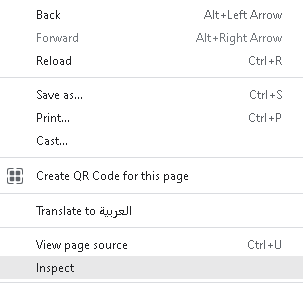 Back Alt+Left Arrow
Forward Alt+Right Arrow
Reload Ctrl+R
Save as... Ctrl+S
Print... Ctrl+P
Cast...
Create QR Code for this page
Translate to العربية
View page source Ctrl+U
Inspect